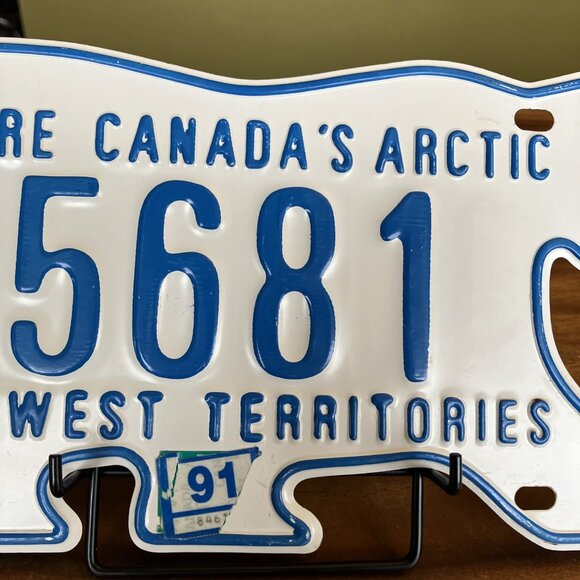 RE CANADA'S ARCTIC
5681
WEST TERRITORIES
91